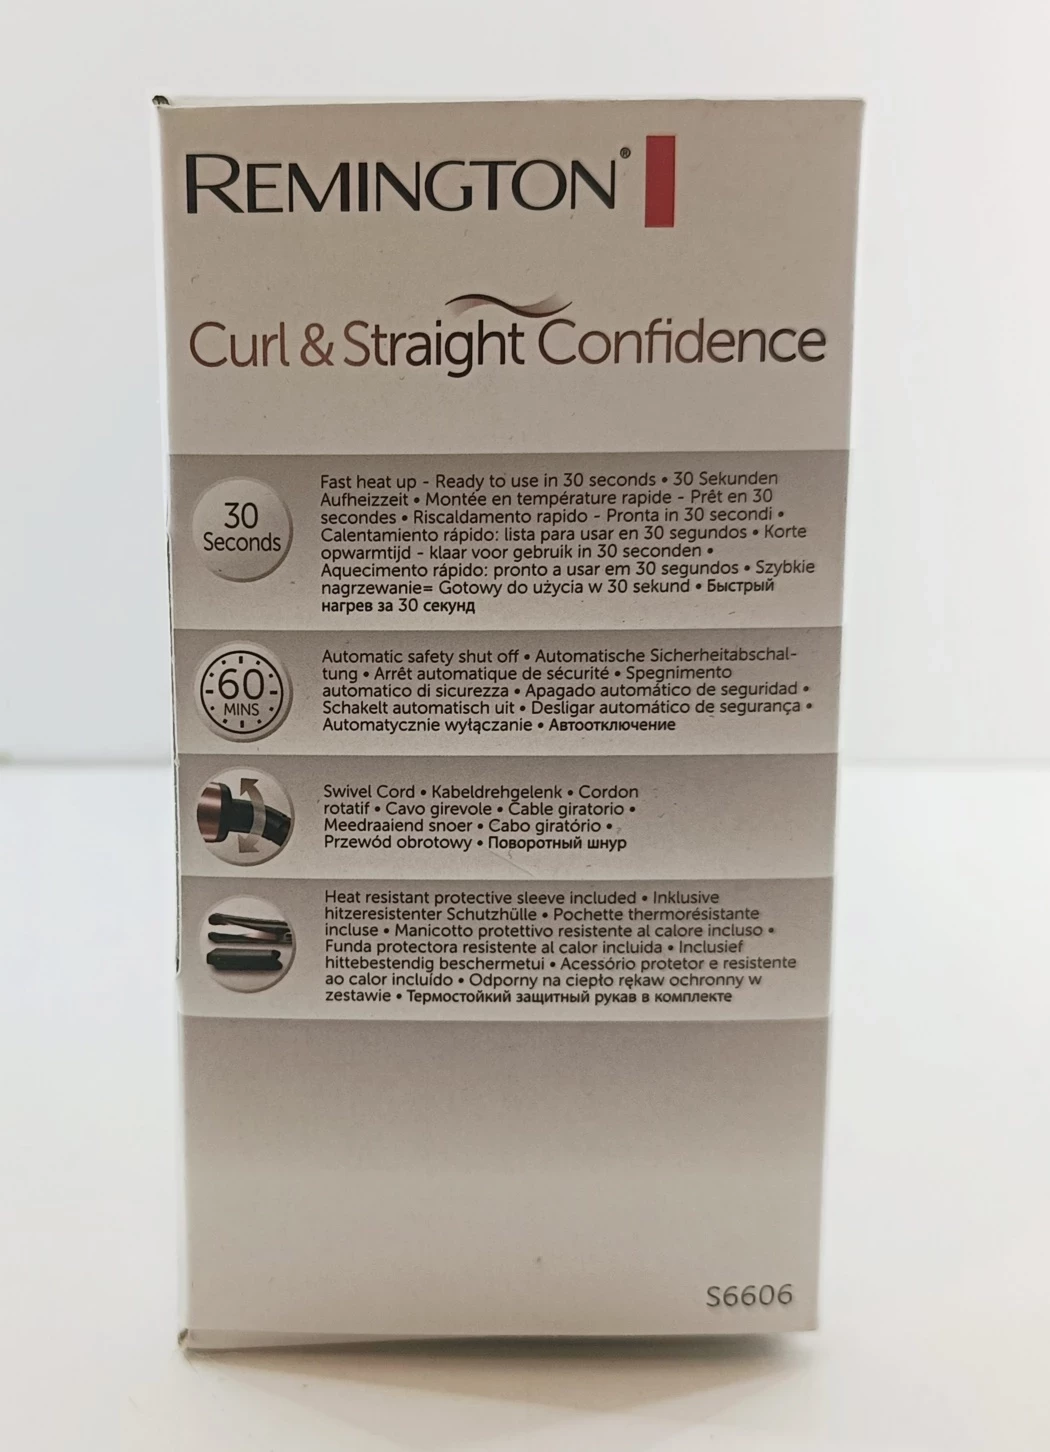 REMINGTON®
Curl & Straight Confidence
30
Seconds
Fast heat up - Ready to use in 30 seconds • 30 Sekunden
Aufheizzeit • Montée en température rapide - Prêt en 30
secondes • Riscaldamento rapido - Pronta in 30 secondi •
Calentamiento rápido: lista para usar en 30 segundos • Korte
opwarmtijd - klaar voor gebruik in 30 seconden •
Aquecimento rápido: pronto a usar em 30 segundos • Szybkie
nagrzewanie= Gotowy do użycia w 30 sekund • Быстрый
нагрев за 30 секунд
60
MINS
Automatic safety shut off • Automatische Sicherheitabschal-
tung • Arrêt automatique de sécurité • Spegnimento
automatico di sicurezza • Apagado automático de seguridad •
Schakelt automatisch uit • Desligar automático de segurança •
Automatycznie wyłączanie • Автоотключение
Swivel Cord • Kabeldrehgelenk • Cordon
rotatif • Cavo girevole • Cable giratorio •
Meedraaiend snoer • Cabo giratório •
Przewód obrotowy • Поворотный шнур
Heat resistant protective sleeve included • Inklusive
hitzeresistenter Schutzhülle • Pochette thermorésistante
incluse • Manicotto protettivo resistente al calore incluso •
Funda protectora resistente al calor incluida • Inclusief
hittebestendig beschermetui • Acessório protetor e resistente
ao calor incluído • Odporny na ciepło rękaw ochronny w
zestawie • Термостойкий защитный рукав в комплекте
S6606